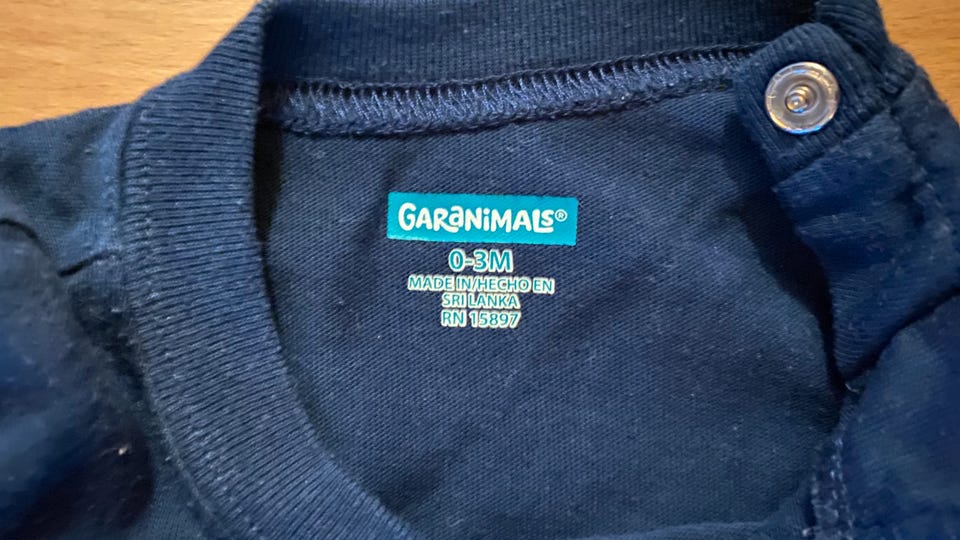 GARANIMALS®
0-3M
MADE IN/HECHO EN
SRI LANKA
RN 15897